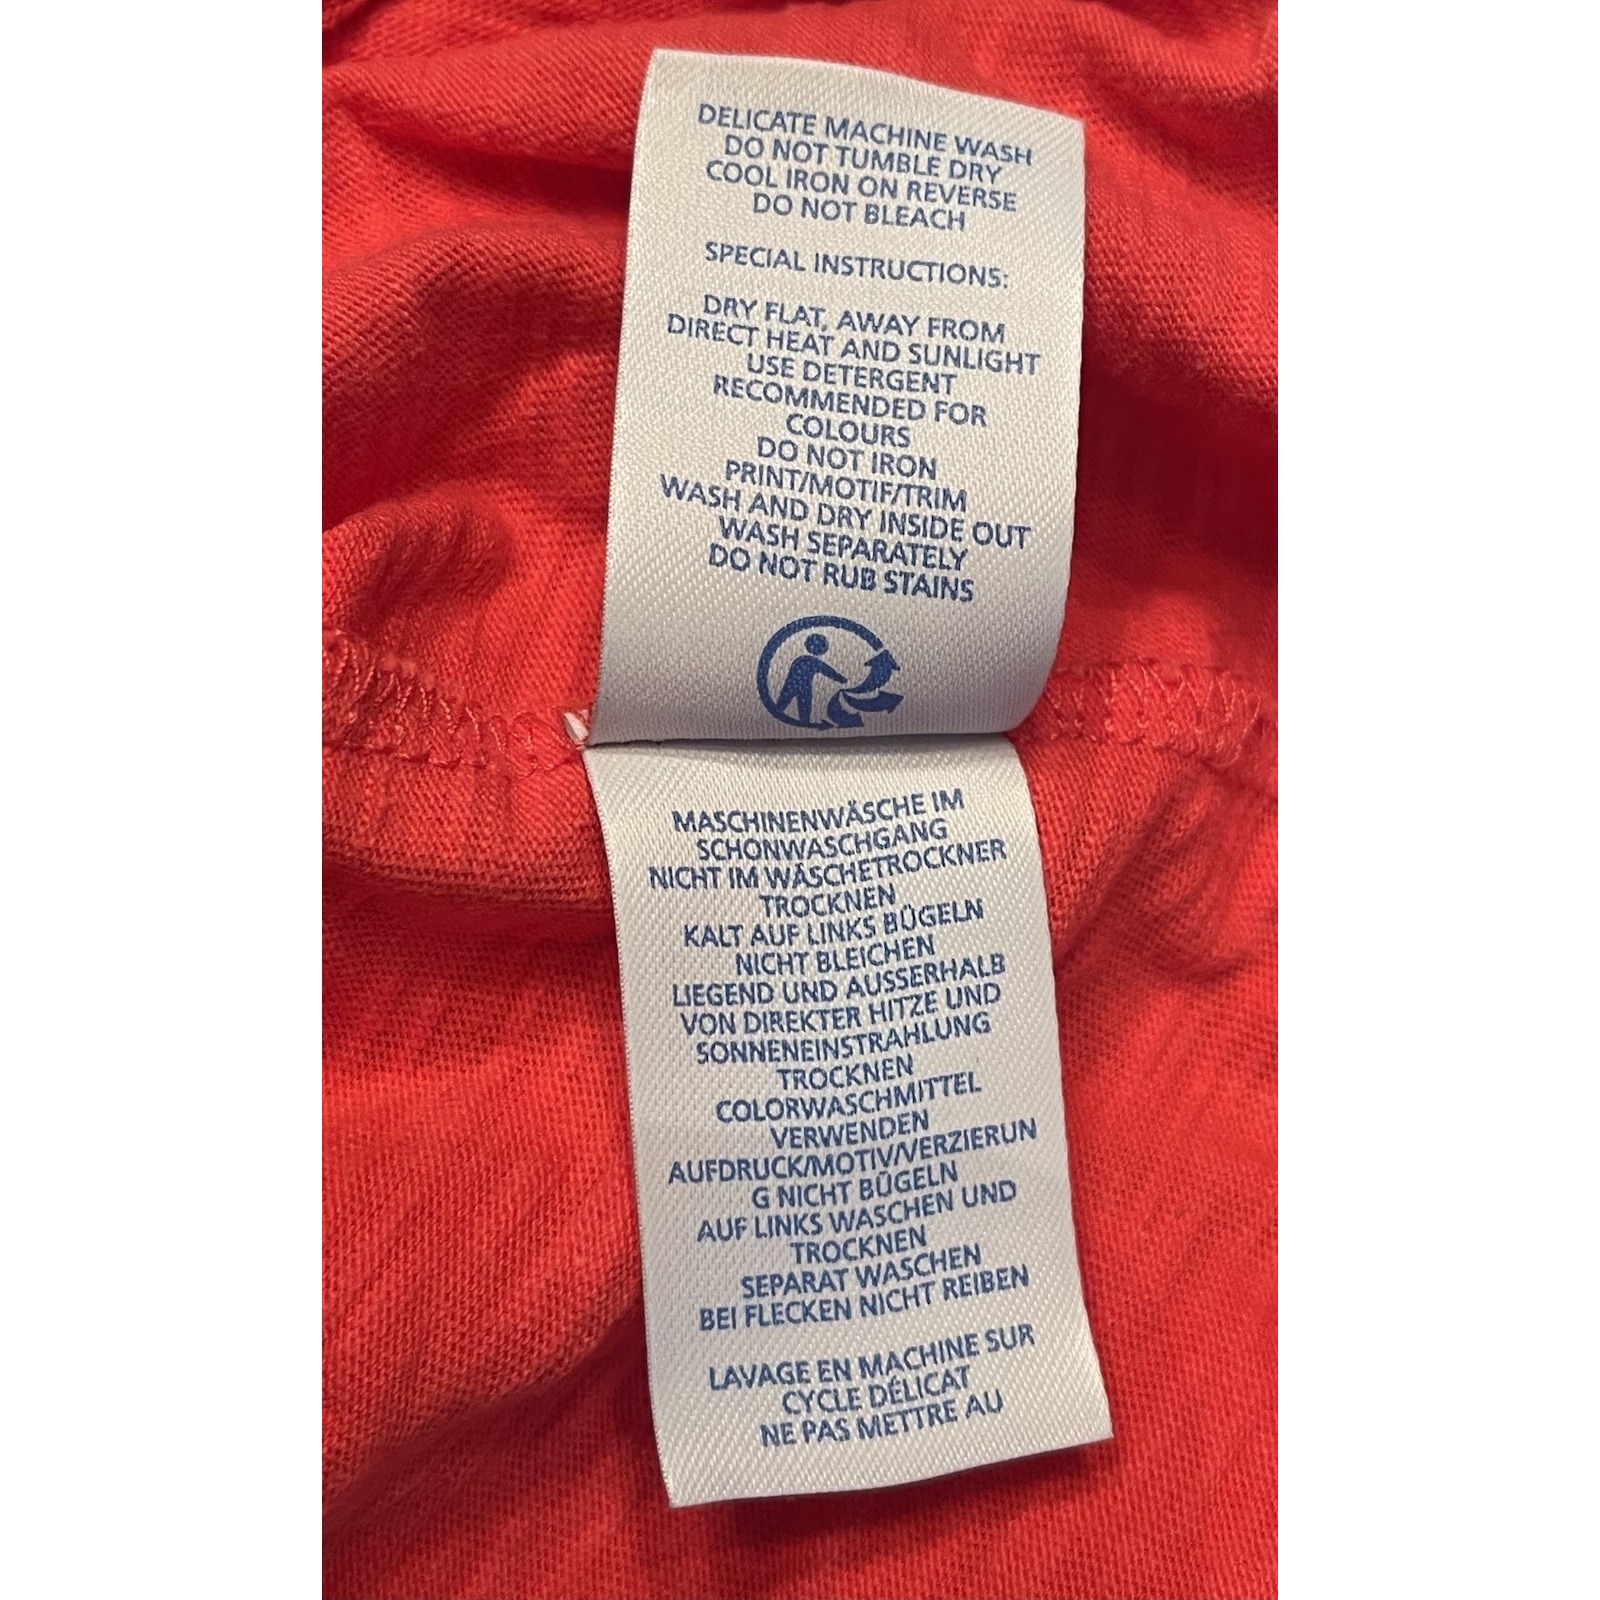 DELICATE MACHINE WASH
DO NOT TUMBLE DRY
COOL IRON ON REVERSE
DO NOT BLEACH
SPECIAL INSTRUCTIONS:
DRY FLAT, AWAY FROM
DIRECT HEAT AND SUNLIGHT
USE DETERGENT
RECOMMENDED FOR
COLOURS
DO NOT IRON
PRINT/MOTIF/TRIM
WASH AND DRY INSIDE OUT
WASH SEPARATELY
DO NOT RUB STAINS
MASCHINENWÄSCHE IM
SCHONWASCHGANG
NICHT IM WÄSCHETROCKNER
TROCKNEN
KALT AUF LINKS BÜGELN
NICHT BLEICHEN
LIEGEND UND AUSSERHALB
VON DIREKTER HITZE UND
SONNENEINSTRAHLUNG
TROCKNEN
COLORWASCHMITTEL
VERWENDEN
AUFDRUCK/MOTIV/VERZIERUN
G NICHT BÜGELN
AUF LINKS WASCHEN UND
TROCKNEN
SEPARAT WASCHEN
BEI FLECKEN NICHT REIBEN
LAVAGE EN MACHINE SUR
CYCLE DÉLICAT
NE PAS METTRE AU